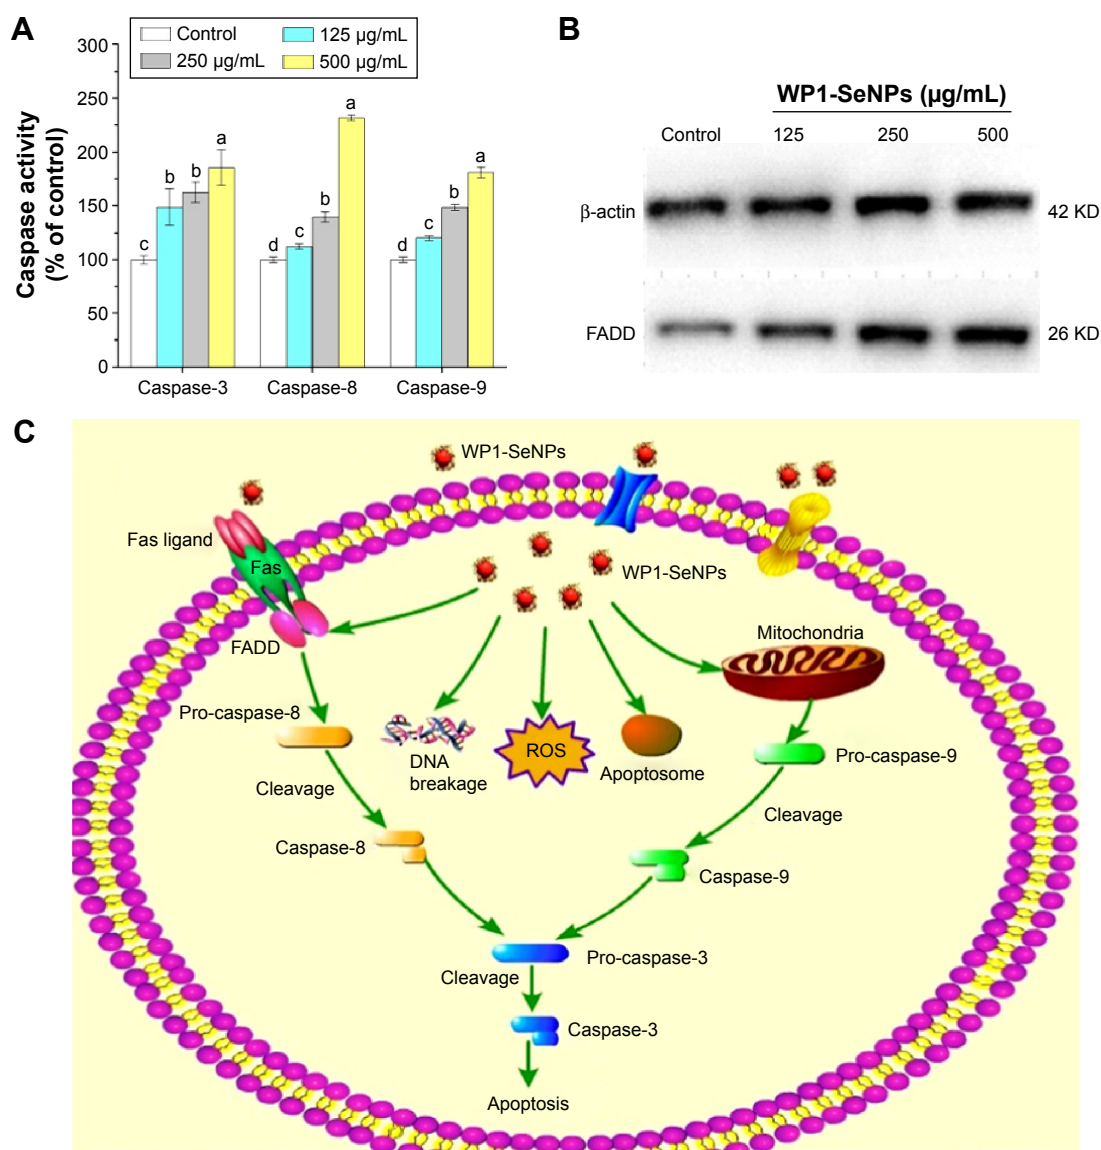 A
Control
125 µg/mL
250 µg/mL
500 µg/mL
Caspase activity
(% of control)
300
250
200
150
100
50
0
c
b
b
a
d
c
b
a
d
c
b
a
Caspase-3
Caspase-8
Caspase-9
B
WP1-SeNPs (µg/mL)
Control
125
250
500
β-actin
42 KD
FADD
26 KD
C
WP1-SeNPs
Fas ligand
Fas
WP1-SeNPs
FADD
Mitochondria
Pro-caspase-8
ROS
DNA
breakage
Apoptosome
Pro-caspase-9
Cleavage
Cleavage
Caspase-8
Caspase-9
Pro-caspase-3
Cleavage
Caspase-3
Apoptosis